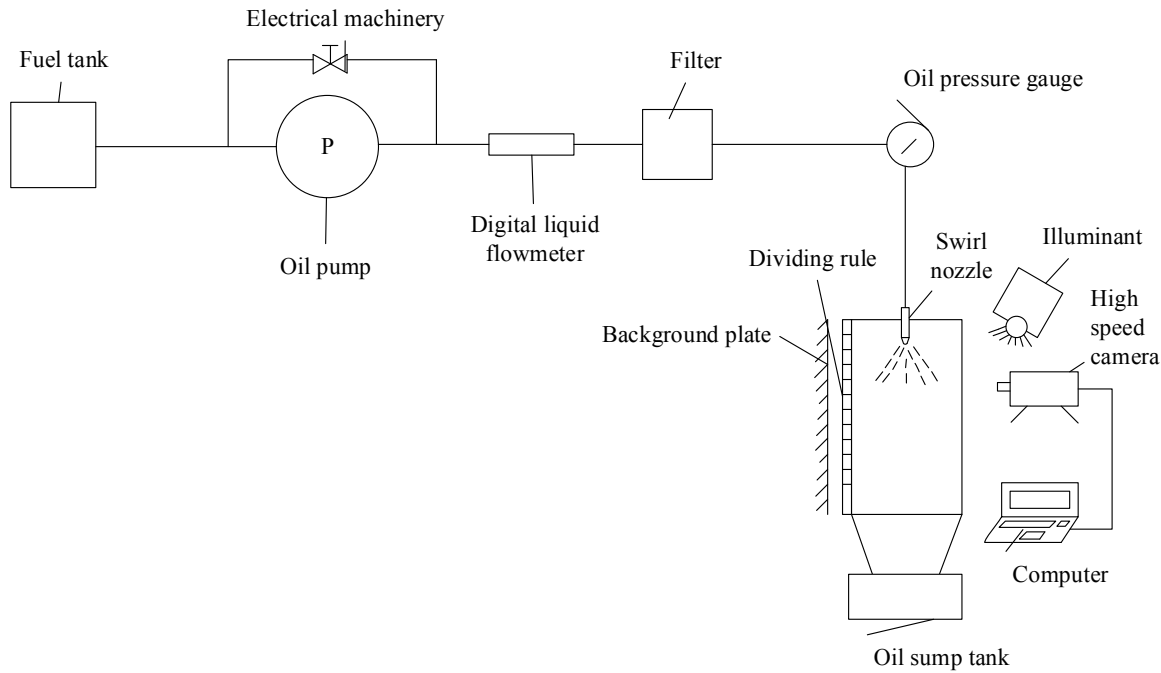 Electrical machinery
Fuel tank
Filter
Oil pressure gauge
P
Digital liquid
flowmeter
Oil pump
Dividing rule
Swirl
nozzle
Illuminant
Background plate
High
speed
camera
Computer
Oil sump tank